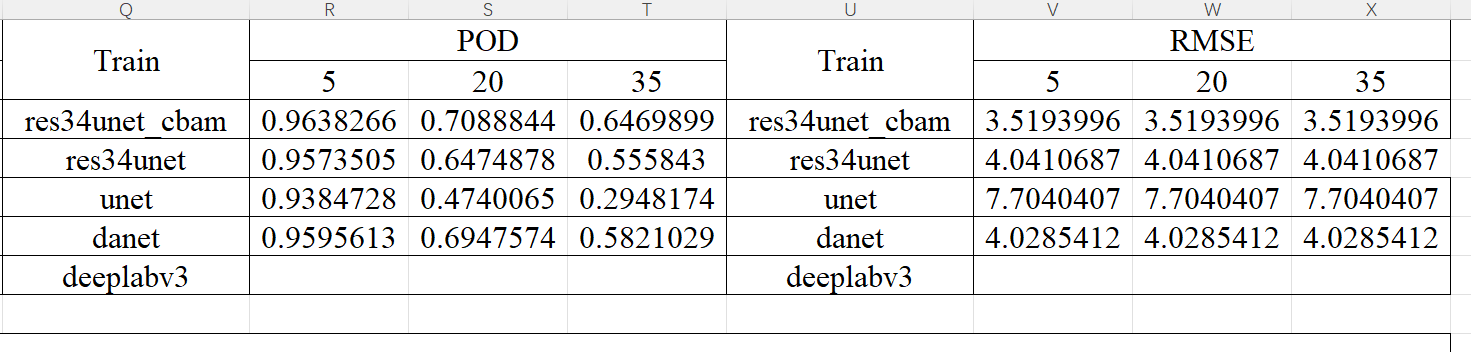 Q R S T U V W X
Train POD Train RMSE
5 20 35 5 20 35
res34unet_cbam 0.9638266 0.7088844 0.6469899 res34unet_cbam 3.5193996 3.5193996 3.5193996
res34unet 0.9573505 0.6474878 0.555843 res34unet 4.0410687 4.0410687 4.0410687
unet 0.9384728 0.4740065 0.2948174 unet 7.7040407 7.7040407 7.7040407
danet 0.9595613 0.6947574 0.5821029 danet 4.0285412 4.0285412 4.0285412
deeplabv3 deeplabv3